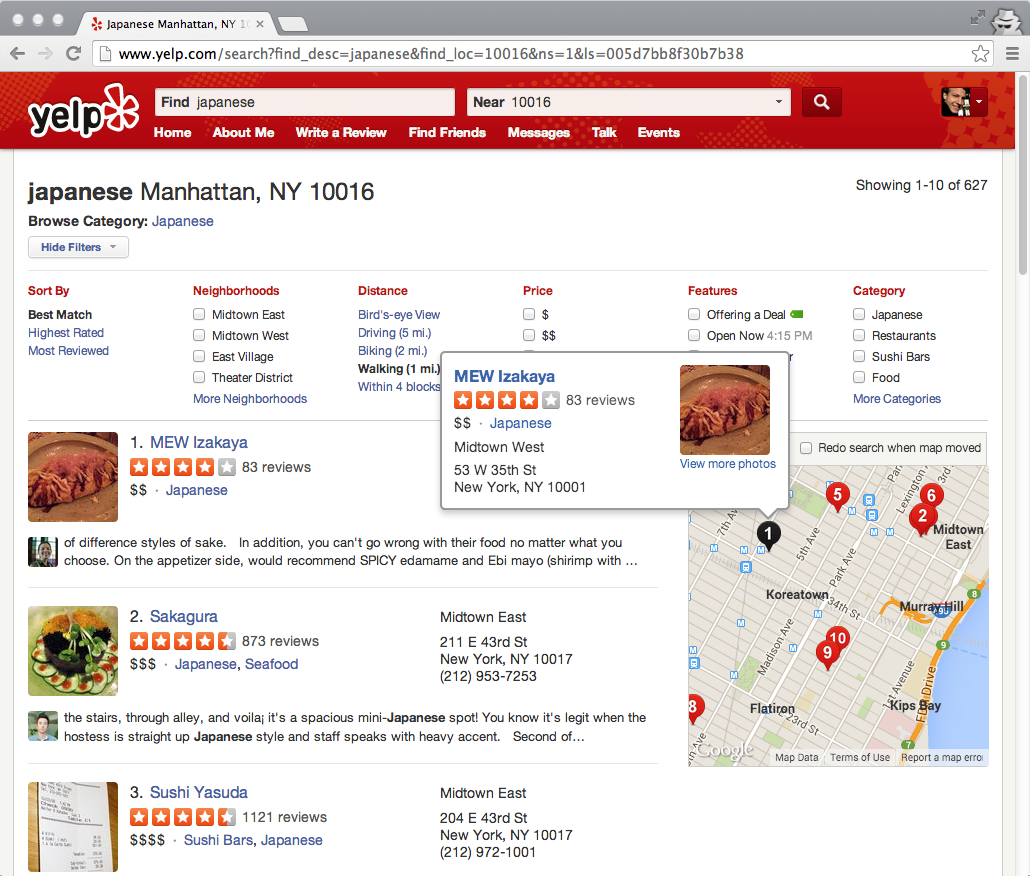 Japanese Manhattan, NY 10
www.yelp.com/search?find_desc=japanese&find_loc=10016&ns=1&ls=005d7bb8f30b7b38
yelp
Find japanese
Near 10016
Home About Me Write a Review Find Friends Messages Talk Events
japanese Manhattan, NY 10016
Showing 1-10 of 627
Browse Category: Japanese
Hide Filters
Sort By
Best Match
Highest Rated
Most Reviewed
Neighborhoods
Midtown East
Midtown West
East Village
Theater District
More Neighborhoods
Distance
Bird's-eye View
Driving (5 mi.)
Biking (2 mi.)
Walking (1 mi.)
Within 4 blocks
Price
$
$$
Features
Offering a Deal
Open Now 4:15 PM
Category
Japanese
Restaurants
Sushi Bars
Food
More Categories
MEW Izakaya
83 reviews
$$ · Japanese
Midtown West
53 W 35th St
New York, NY 10001
View more photos
1. MEW Izakaya
83 reviews
$$ · Japanese
of difference styles of sake. In addition, you can't go wrong with their food no matter what you
choose. On the appetizer side, would recommend SPICY edamame and Ebi mayo (shirimp with ...
2. Sakagura
873 reviews
$$$ · Japanese, Seafood
Midtown East
211 E 43rd St
New York, NY 10017
(212) 953-7253
the stairs, through alley, and voila¡ it's a spacious mini-Japanese spot! You know it's legit when the
hostess is straight up Japanese style and staff speaks with heavy accent. Second of...
3. Sushi Yasuda
1121 reviews
$$$$ · Sushi Bars, Japanese
Midtown East
204 E 43rd St
New York, NY 10017
(212) 972-1001
Redo search when map moved
7th Ave
5th Ave
Park Ave
Lexington Ave
3rd
5
6
2
1
Midtown
East
Koreatown
34th St
Murray Hill
8
9
10
9
Madison Ave
1st Avenue
FDR Drive
Kips Bay
Flatiron
E 23rd St
8
7
Google
Map Data Terms of Use Report a map error